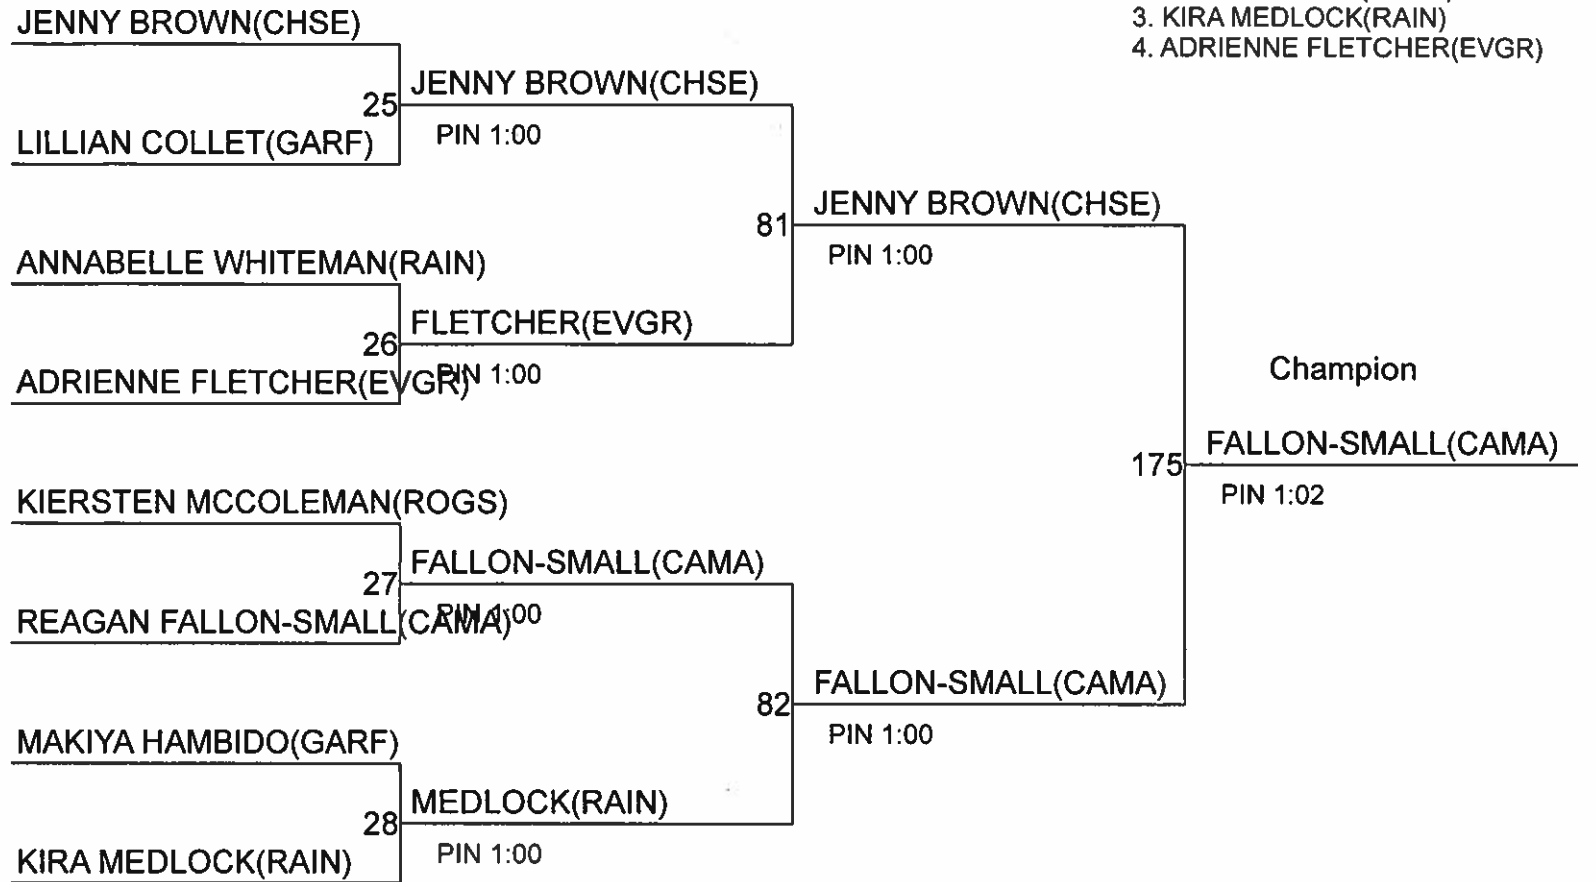 3. KIRA MEDLOCK(RAIN)
4. ADRIENNE FLETCHER(EVGR)
JENNY BROWN(CHSE)
25
JENNY BROWN(CHSE)
PIN 1:00
LILLIAN COLLET(GARF)
81
JENNY BROWN(CHSE)
PIN 1:00
ANNABELLE WHITEMAN(RAIN)
26
FLETCHER(EVGR)
PIN 1:00
ADRIENNE FLETCHER(EVGR)
Champion
175
FALLON-SMALL(CAMA)
PIN 1:02
KIERSTEN MCCOLEMAN(ROGS)
27
FALLON-SMALL(CAMA)
PIN 1:00
REAGAN FALLON-SMALL(CAMA)
82
FALLON-SMALL(CAMA)
PIN 1:00
MAKIYA HAMBIDO(GARF)
28
MEDLOCK(RAIN)
PIN 1:00
KIRA MEDLOCK(RAIN)